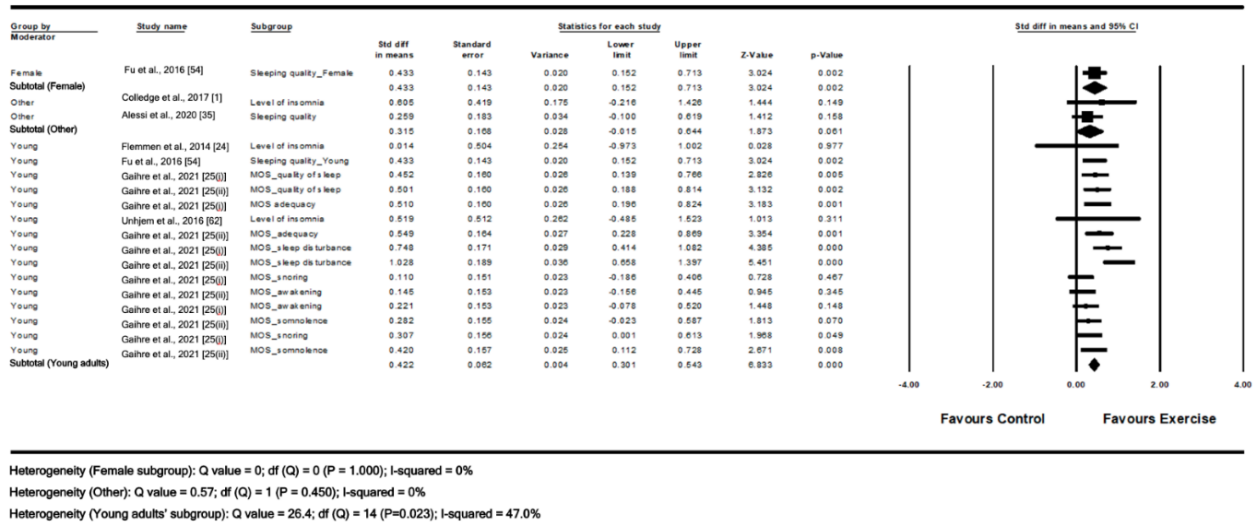 Group by Moderator Study name Subgroup Statistics for each study Std diff in means and 95% CI
Std diff in means Standard error Variance Lower limit Upper limit Z-Value p-Value
Female Fu et al., 2016 [54] Sleeping quality_Female 0.433 0.143 0.020 0.152 0.713 3.024 0.002
Subtotal (Female) 0.433 0.143 0.020 0.152 0.713 3.024 0.002
Other Colledge et al., 2017 [1] Level of insomnia 0.605 0.419 0.175 -0.216 1.426 1.444 0.149
Other Alessi et al., 2020 [35] Sleeping quality 0.259 0.183 0.034 -0.100 0.619 1.412 0.158
Subtotal (Other) 0.315 0.168 0.028 -0.015 0.644 1.873 0.061
Young Flemmen et al., 2014 [24] Level of insomnia 0.014 0.504 0.254 -0.973 1.002 0.028 0.977
Young Fu et al., 2016 [54] Sleeping quality_Young 0.433 0.143 0.020 0.152 0.713 3.024 0.002
Young Gaihre et al., 2021 [25(i)] MOS_quality of sleep 0.452 0.160 0.026 0.139 0.766 2.826 0.005
Young Gaihre et al., 2021 [25(ii)] MOS_quality of sleep 0.501 0.160 0.026 0.188 0.814 3.132 0.002
Young Gaihre et al., 2021 [25(i)] MOS adequacy 0.510 0.160 0.026 0.196 0.824 3.183 0.001
Young Unhjem et al., 2016 [62] Level of insomnia 0.519 0.512 0.262 -0.485 1.523 1.013 0.311
Young Gaihre et al., 2021 [25(ii)] MOS_adequacy 0.549 0.164 0.027 0.228 0.869 3.354 0.001
Young Gaihre et al., 2021 [25(i)] MOS_sleep disturbance 0.748 0.171 0.029 0.414 1.082 4.385 0.000
Young Gaihre et al., 2021 [25(ii)] MOS_sleep disturbance 1.028 0.189 0.036 0.658 1.397 5.451 0.000
Young Gaihre et al., 2021 [25(i)] MOS_snoring 0.110 0.151 0.023 -0.186 0.406 0.728 0.467
Young Gaihre et al., 2021 [25(ii)] MOS_awakening 0.145 0.153 0.023 -0.156 0.445 0.945 0.345
Young Gaihre et al., 2021 [25(i)] MOS_awakening 0.221 0.153 0.023 -0.078 0.520 1.448 0.148
Young Gaihre et al., 2021 [25(ii)] MOS_somnolence 0.282 0.155 0.024 -0.023 0.587 1.813 0.070
Young Gaihre et al., 2021 [25(i)] MOS_snoring 0.307 0.156 0.024 0.001 0.613 1.968 0.049
Young Gaihre et al., 2021 [25(ii)] MOS_somnolence 0.420 0.157 0.025 0.112 0.728 2.671 0.008
Subtotal (Young adults) 0.422 0.062 0.004 0.301 0.543 6.833 0.000
-4.00 -2.00 0.00 2.00 4.00
Favours Control Favours Exercise
Heterogeneity (Female subgroup): Q value = 0; df (Q) = 0 (P = 1.000); I-squared = 0%
Heterogeneity (Other): Q value = 0.57; df (Q) = 1 (P = 0.450); I-squared = 0%
Heterogeneity (Young adults' subgroup): Q value = 26.4; df (Q) = 14 (P=0.023); I-squared = 47.0%